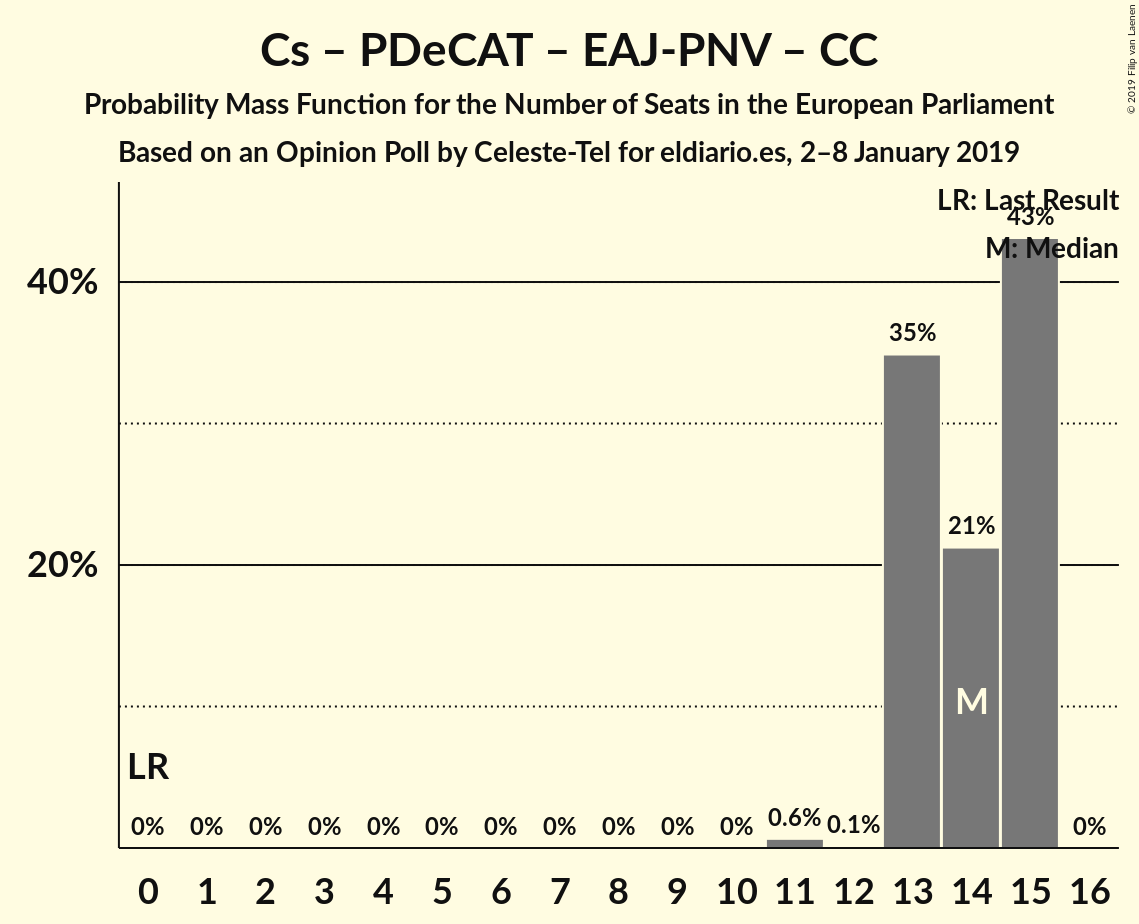 Cs – PDeCAT – EAJ-PNV – CC
Probability Mass Function for the Number of Seats in the European Parliament
Based on an Opinion Poll by Celeste-Tel for eldiario.es, 2–8 January 2019
© 2019 Filip van Laenen
LR: Last Result
43%
M: Median
40%
35%
21%
20%
M
LR
0% 0% 0% 0% 0% 0% 0% 0% 0% 0% 0% 0.6% 0.1% 0%
0 1 2 3 4 5 6 7 8 9 10 11 12 13 14 15 16